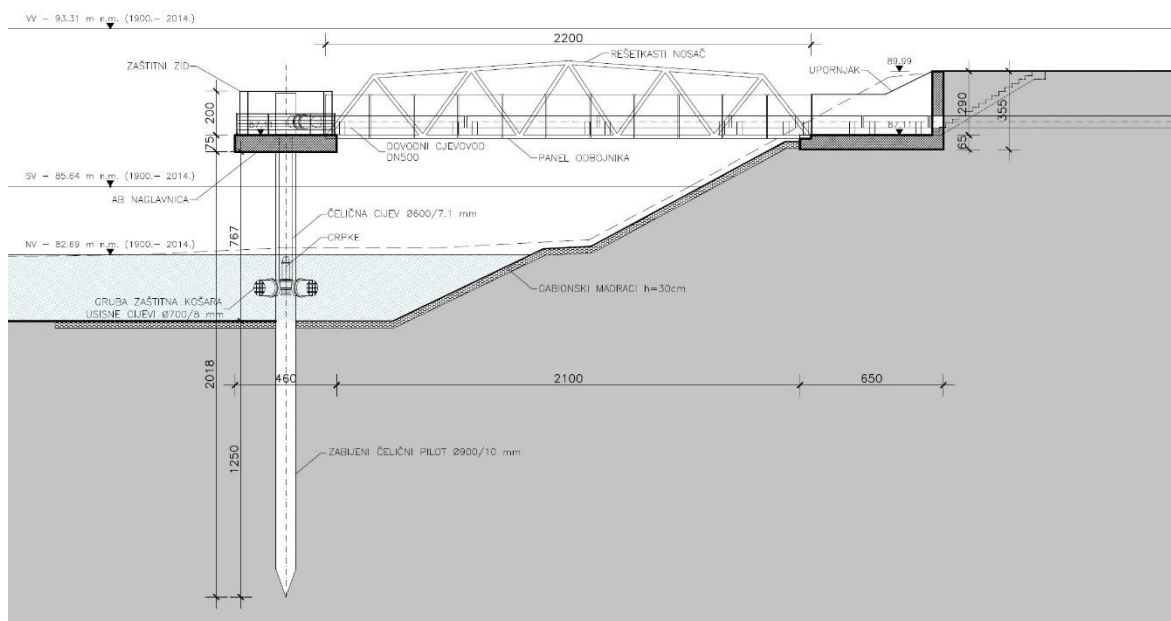 VV – 93.31 m n.m. (1900.– 2014.)
2200
REŠETKASTI NOSAČ
ZAŠTITNI ZID
UPORNJAK
89.99
200
290
355
87.11
75
65
DOVODNI CJEVOVOD
DN500
PANEL ODBOJNIKA
SV – 85.64 m n.m. (1900.– 2014.)
AB NAGLAVNICA
ČELIČNA CIJEV Ø600/7.1 mm
767
CRPKE
NV – 82.69 m n.m. (1900.– 2014.)
GABIONSKI MADRACI h=30cm
GRUBA ZAŠTITNA KOŠARA
USISNE CIJEVI Ø700/8 mm
2018
460
2100
650
1250
ZABIJENI ČELIČNI PILOT Ø900/10 mm